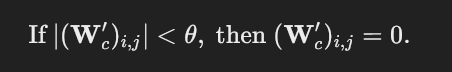 If |(W′_c)_{i,j}| < θ, then (W′_c)_{i,j} = 0.